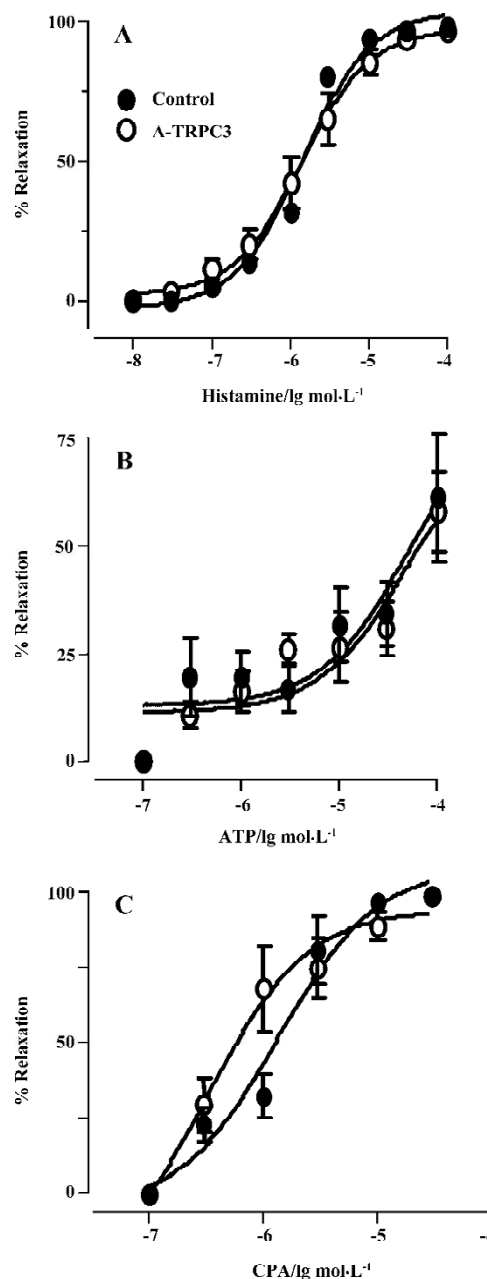 100
A
Control
A-TRPC3
50
% Relaxation
0
-8 -7 -6 -5 -4
Histamine/lg mol·L⁻¹
75
B
50
% Relaxation
25
0
-7 -6 -5 -4
ATP/lg mol·L⁻¹
100
C
50
% Relaxation
0
-7 -6 -5
CPA/lg mol·L⁻¹